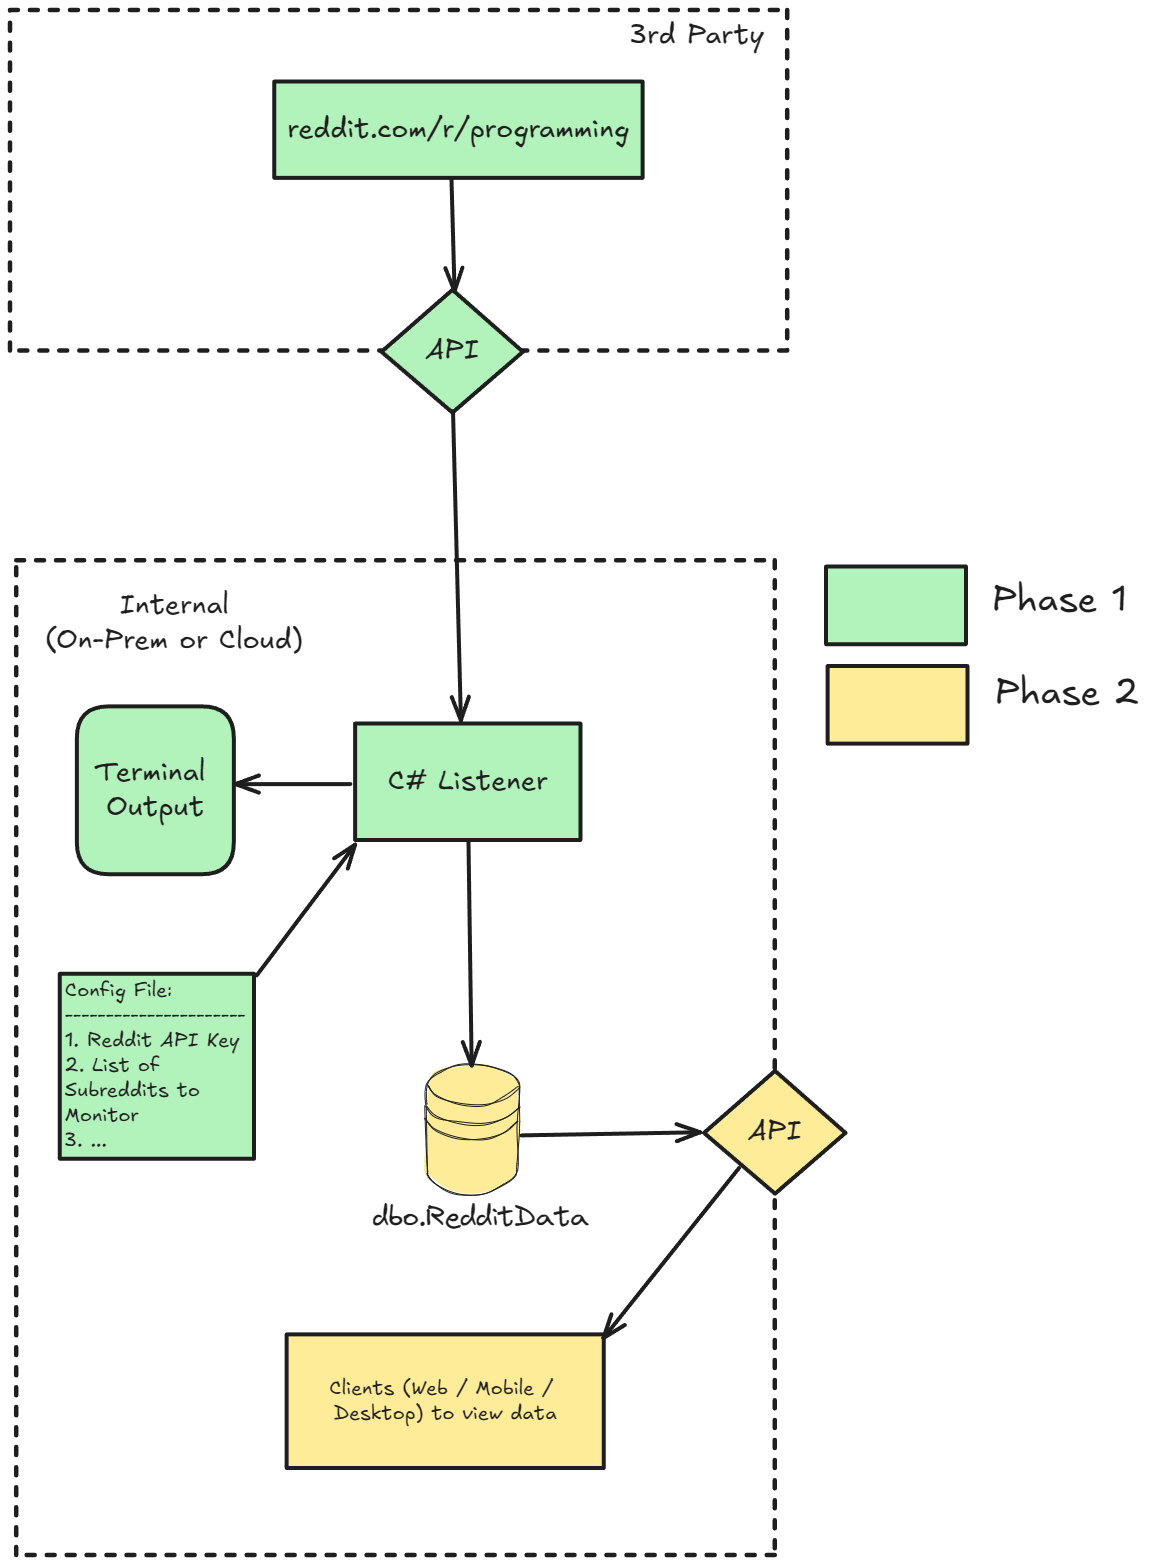 3rd Party
reddit.com/r/programming
API
Internal
(On-Prem or Cloud)
Phase 1
Phase 2
Terminal
Output
C# Listener
Config File:
----------------------
1. Reddit API Key
2. List of
Subreddits to
Monitor
3. ...
API
dbo.RedditData
Clients (Web / Mobile /
Desktop) to view data